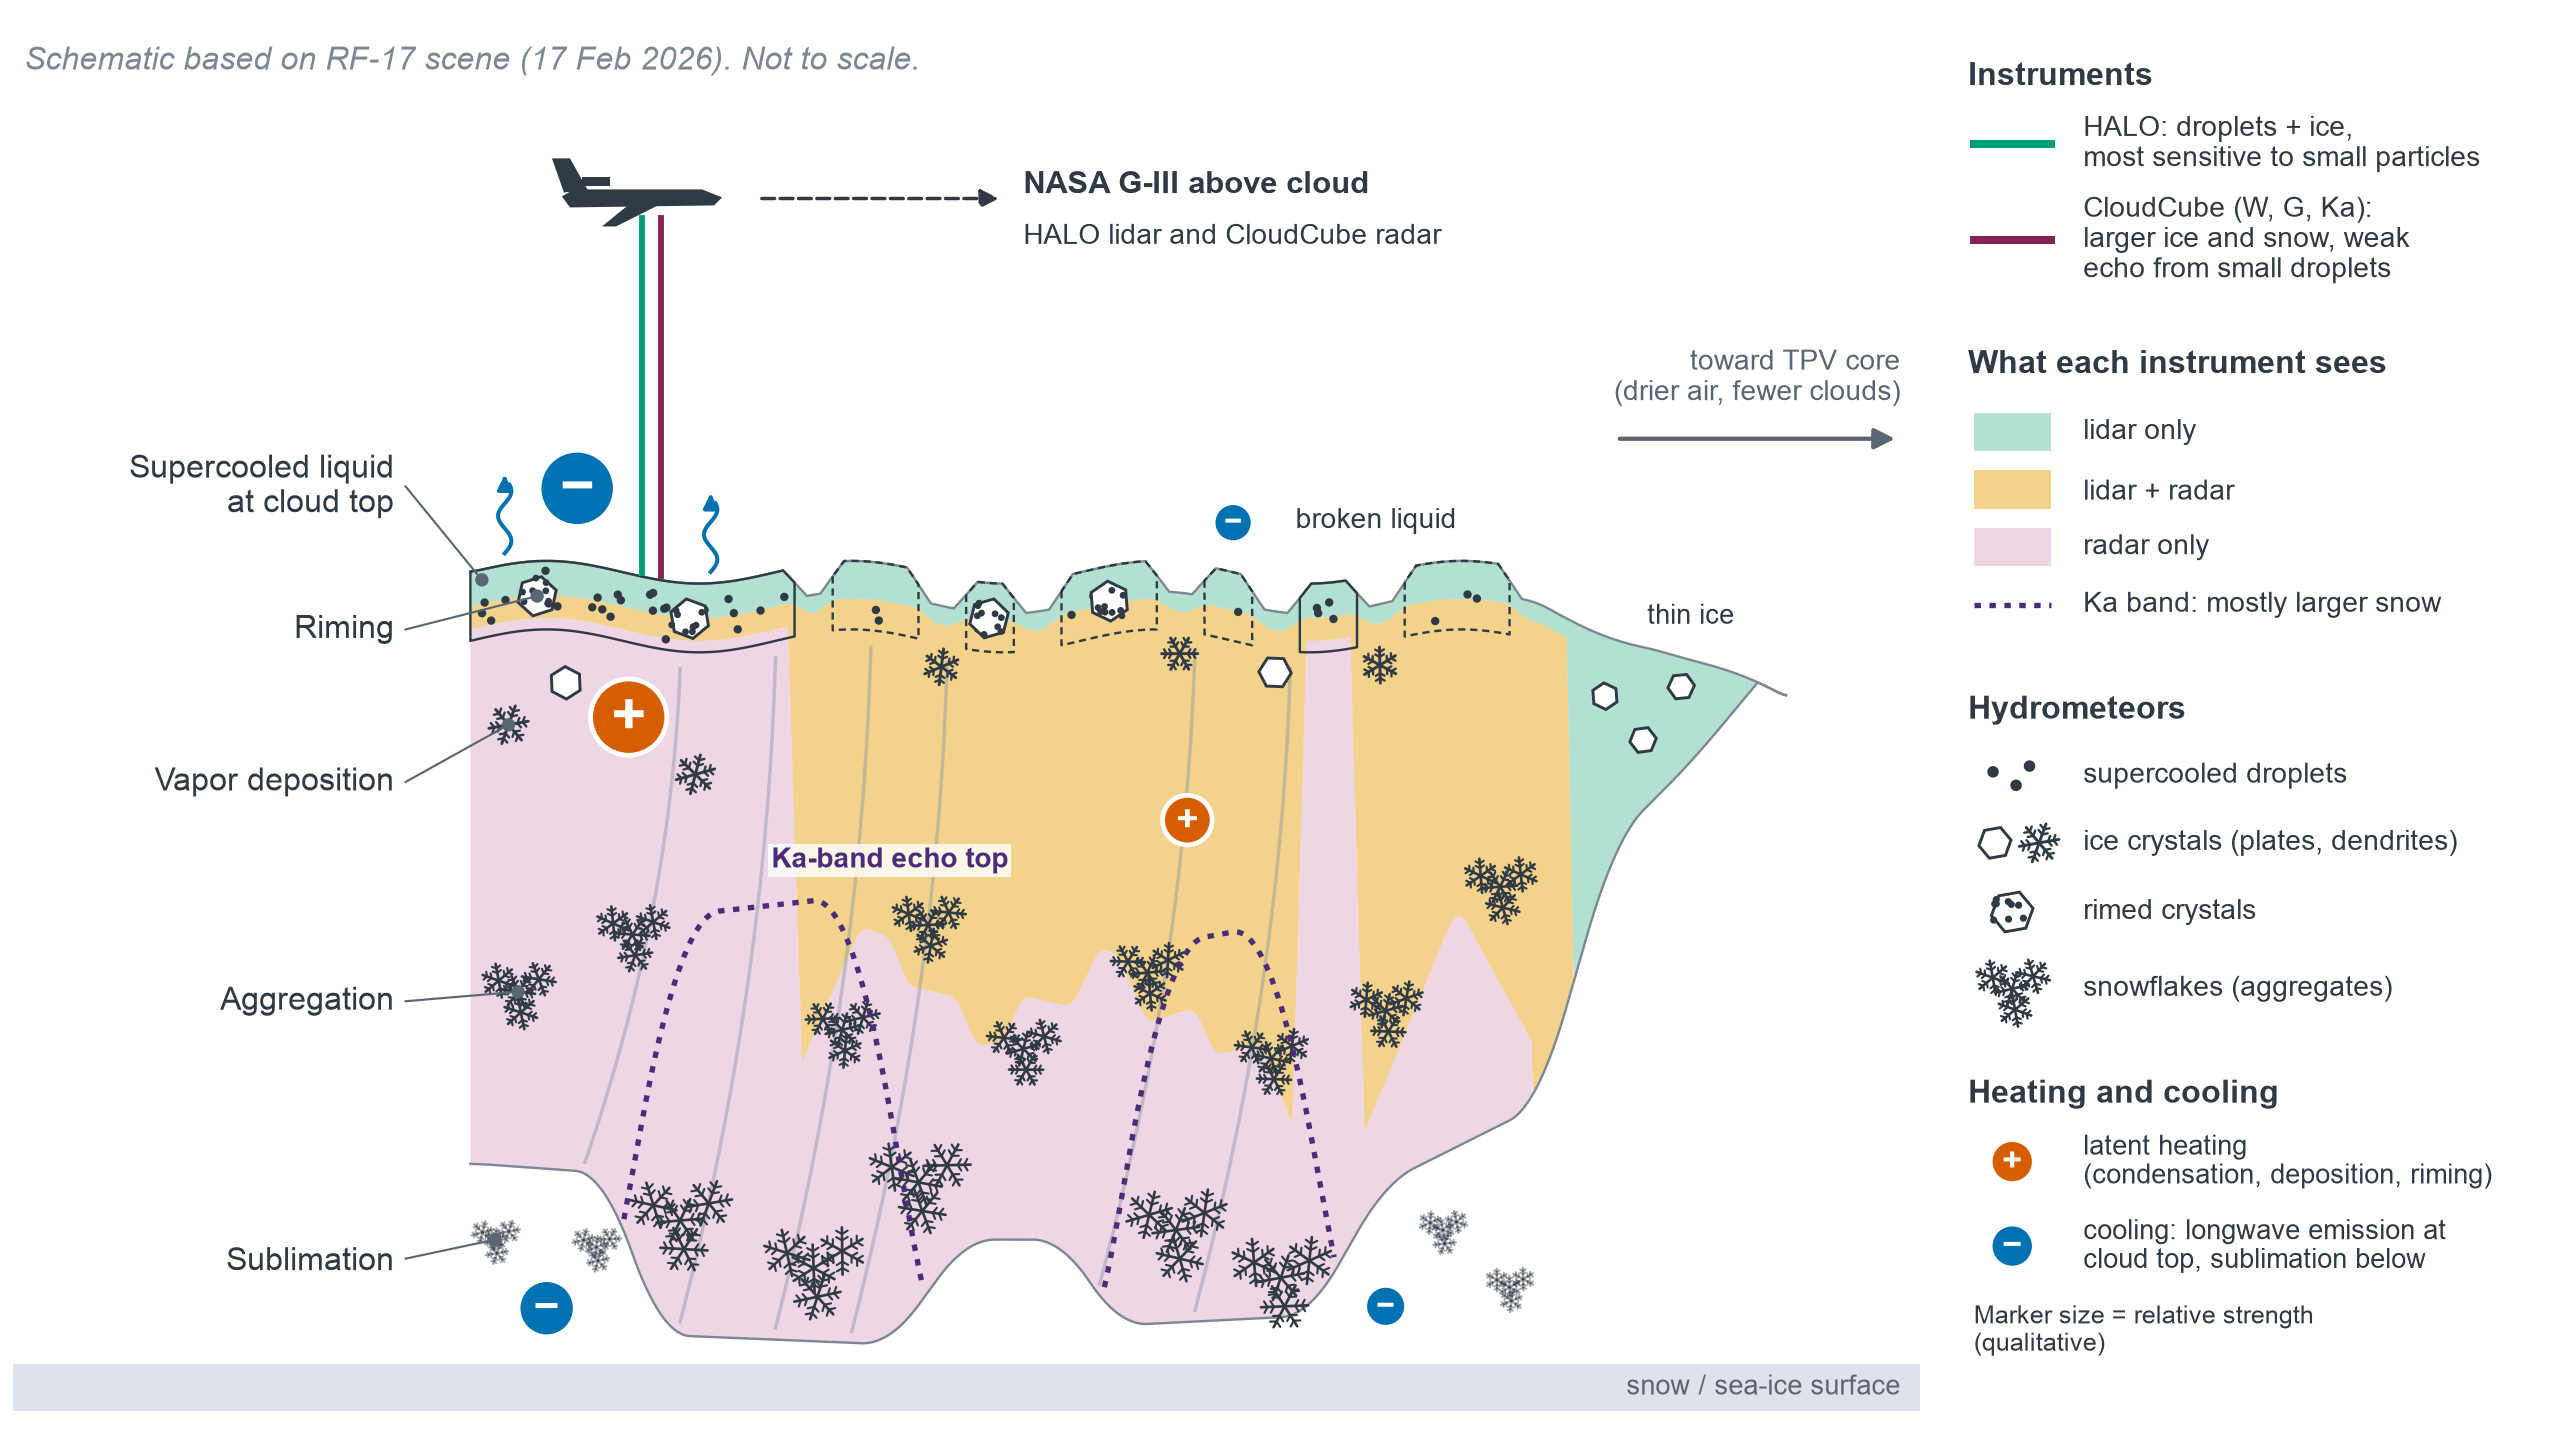 Schematic based on RF-17 scene (17 Feb 2026). Not to scale.
NASA G-III above cloud
HALO lidar and CloudCube radar
toward TPV core
(drier air, fewer clouds)
Supercooled liquid
at cloud top
−
−
broken liquid
Riming
thin ice
+
Vapor deposition
+
Ka-band echo top
Aggregation
Sublimation
−
−
snow / sea-ice surface
Instruments
HALO: droplets + ice,
most sensitive to small particles
CloudCube (W, G, Ka):
larger ice and snow, weak
echo from small droplets
What each instrument sees
lidar only
lidar + radar
radar only
Ka band: mostly larger snow
Hydrometeors
supercooled droplets
ice crystals (plates, dendrites)
rimed crystals
snowflakes (aggregates)
Heating and cooling
+
latent heating
(condensation, deposition, riming)
−
cooling: longwave emission at
cloud top, sublimation below
Marker size = relative strength
(qualitative)